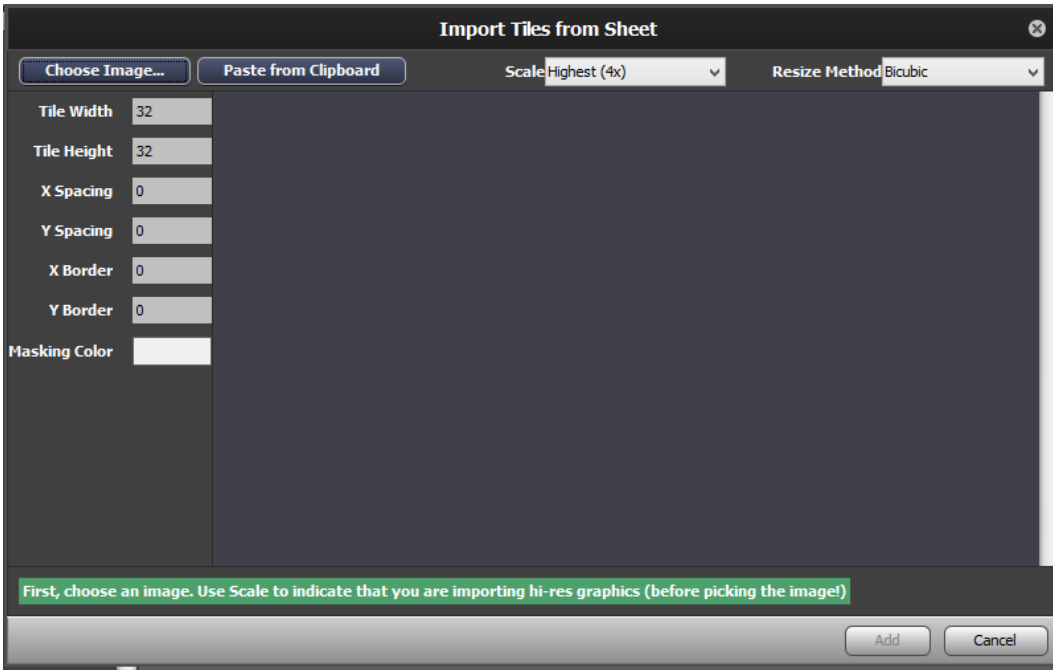 Import Tiles from Sheet
Choose Image... Paste from Clipboard Scale Highest (4x) Resize Method Bicubic
Tile Width 32
Tile Height 32
X Spacing 0
Y Spacing 0
X Border 0
Y Border 0
Masking Color
First, choose an image. Use Scale to indicate that you are importing hi-res graphics (before picking the image!)
Add Cancel